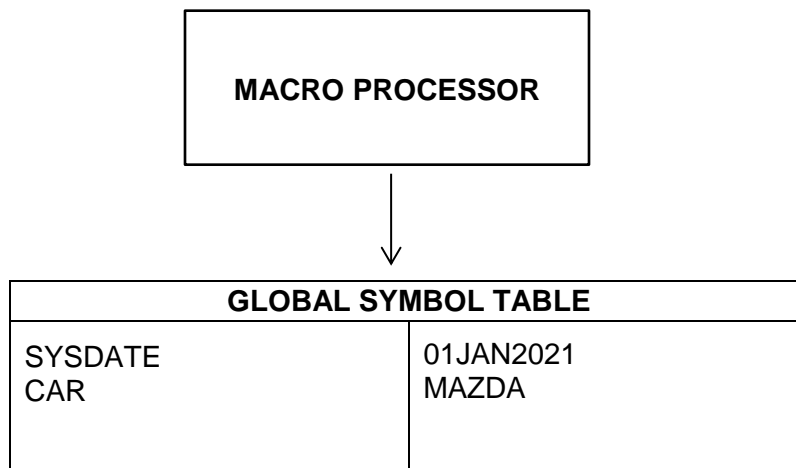 MACRO PROCESSOR
GLOBAL SYMBOL TABLE
SYSDATE 01JAN2021
CAR MAZDA